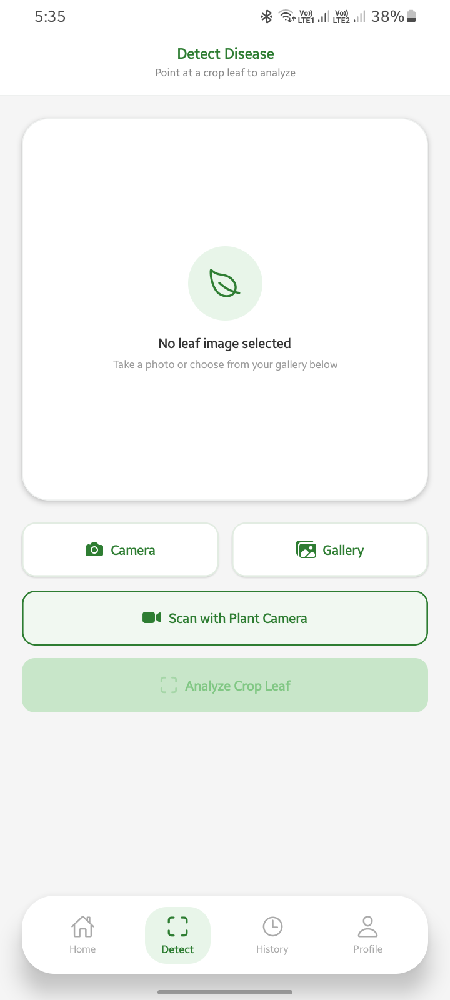 5:35
Vo)) LTE1 Vo)) LTE2 38%
Detect Disease
Point at a crop leaf to analyze
No leaf image selected
Take a photo or choose from your gallery below
Camera
Gallery
Scan with Plant Camera
Analyze Crop Leaf
Home
Detect
History
Profile